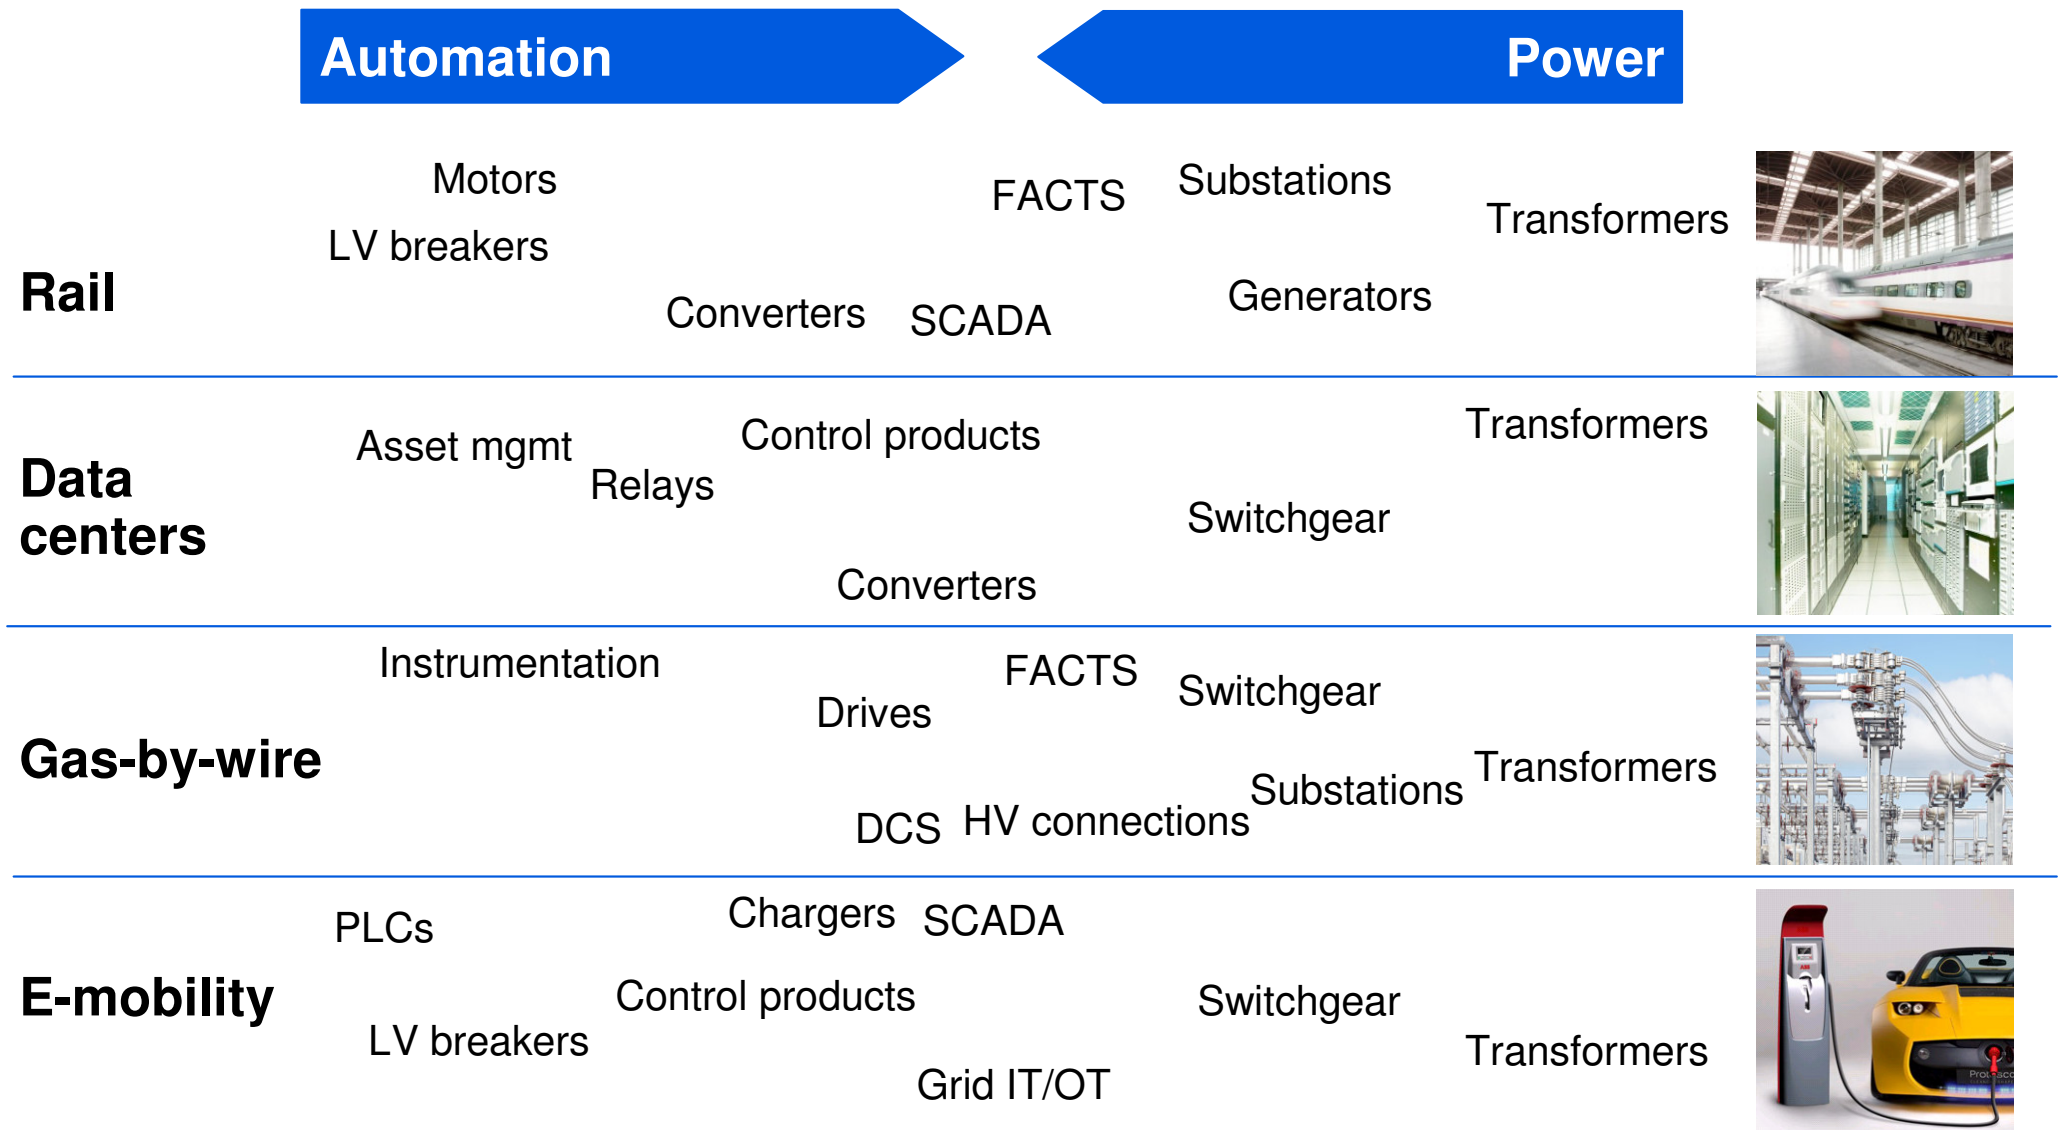 Automation
Power
Motors
FACTS
Substations
Transformers
LV breakers
Rail
Converters
SCADA
Generators
Asset mgmt
Control products
Transformers
Relays
Data
centers
Switchgear
Converters
Instrumentation
FACTS
Switchgear
Drives
Gas-by-wire
Transformers
Substations
DCS
HV connections
PLCs
Chargers
SCADA
E-mobility
Control products
Switchgear
LV breakers
Transformers
Grid IT/OT
ABB